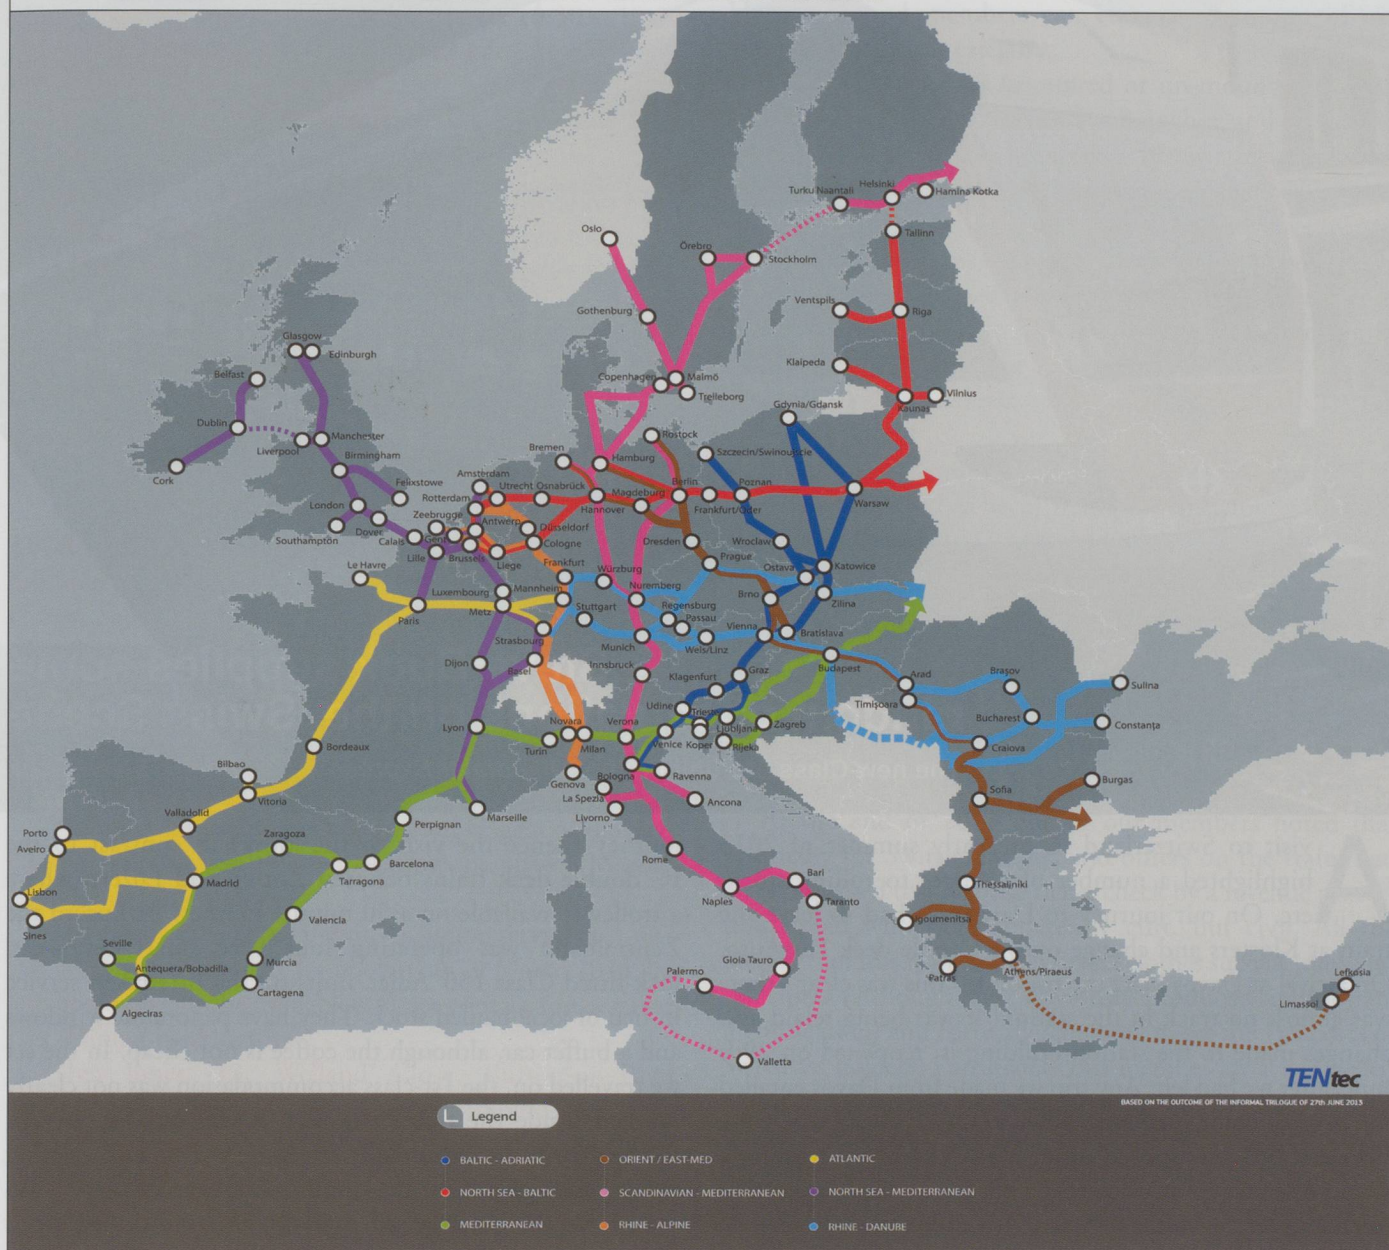 Oslo
Örebro
Stockholm
Turku Naantali
Helsinki
Hamina Kotka
Tallinn
Gothenburg
Ventspils
Riga
Klaipeda
Kaunas
Vilnius
Copenhagen
Malmö
Trelleborg
Gdynia/Gdansk
Glasgow
Edinburgh
Belfast
Dublin
Liverpool
Manchester
Birmingham
Cork
Felixstowe
London
Southampton
Dover
Calais
Bremen
Hamburg
Rostock
Szczecin/Swinoujscie
Amsterdam
Utrecht
Osnabrück
Rotterdam
Zeebrugge
Gent
Antwerp
Hannover
Magdeburg
Berlin
Frankfurt/Oder
Poznan
Warsaw
Düsseldorf
Cologne
Lille
Brussels
Liege
Dresden
Wroclaw
Prague
Ostava
Katowice
Le Havre
Paris
Luxembourg
Metz
Mannheim
Frankfurt
Würzburg
Nuremberg
Stuttgart
Regensburg
Passau
Wels/Linz
Brno
Zilina
Vienna
Bratislava
Strasbourg
Dijon
Basel
Munich
Innsbruck
Klagenfurt
Graz
Budapest
Arad
Timişoara
Braşov
Bucharest
Sulina
Constanţa
Craiova
Udine
Trieste
Ljubljana
Zagreb
Venice
Koper
Rijeka
Lyon
Turin
Novara
Milan
Verona
Genova
Bologna
Ravenna
La Spezia
Livorno
Ancona
Bordeaux
Bilbao
Vitoria
Marseille
Sofia
Burgas
Valladolid
Porto
Aveiro
Zaragoza
Perpignan
Barcelona
Tarragona
Madrid
Lisbon
Sines
Valencia
Seville
Antequera/Bobadilla
Murcia
Cartagena
Algeciras
Rome
Naples
Bari
Taranto
Gioia Tauro
Palermo
Valletta
Thessaliniki
Igoumenitsa
Patras
Athens/Piraeus
Lefkosia
Limassol
TENtec
BASED ON THE OUTCOME OF THE INFORMAL TRILOGUE OF 27th JUNE 2013
Legend
BALTIC - ADRIATIC
ORIENT / EAST-MED
ATLANTIC
NORTH SEA - BALTIC
SCANDINAVIAN - MEDITERRANEAN
NORTH SEA - MEDITERRANEAN
MEDITERRANEAN
RHINE - ALPINE
RHINE - DANUBE